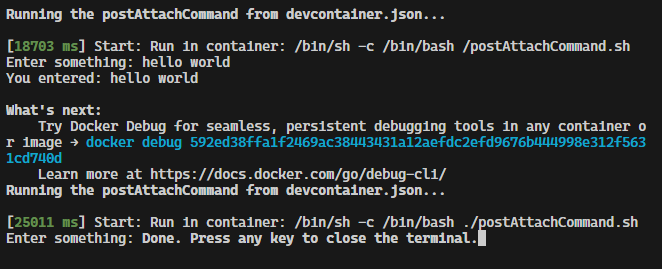 Running the postAttachCommand from devcontainer.json...
[18703 ms] Start: Run in container: /bin/sh -c /bin/bash /postAttachCommand.sh
Enter something: hello world
You entered: hello world
What's next:
Try Docker Debug for seamless, persistent debugging tools in any container o
r image → docker debug 592ed38ffa1f2469ac38443431a12aefdc2efd9676b444998e312f563
1cd740d
Learn more at https://docs.docker.com/go/debug-cli/
Running the postAttachCommand from devcontainer.json...
[25011 ms] Start: Run in container: /bin/sh -c /bin/bash ./postAttachCommand.sh
Enter something: Done. Press any key to close the terminal.